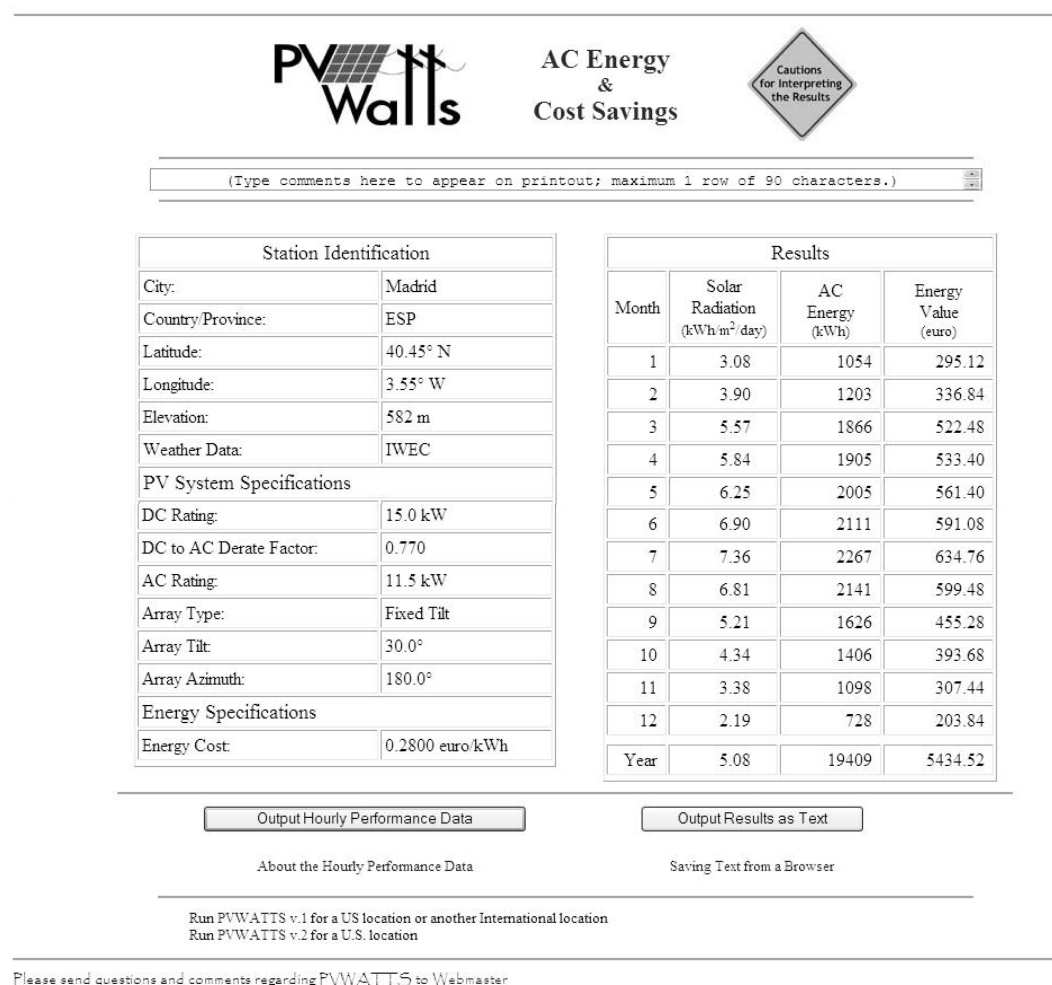 PV Watts
AC Energy
&
Cost Savings
Cautions
for Interpreting
the Results
(Type comments here to appear on printout; maximum 1 row of 90 characters.)
Station Identification
City: Madrid
Country/Province: ESP
Latitude: 40.45° N
Longitude: 3.55° W
Elevation: 582 m
Weather Data: IWEC
PV System Specifications
DC Rating: 15.0 kW
DC to AC Derate Factor: 0.770
AC Rating: 11.5 kW
Array Type: Fixed Tilt
Array Tilt: 30.0°
Array Azimuth: 180.0°
Energy Specifications
Energy Cost: 0.2800 euro/kWh
Results
Month Solar Radiation (kWh/m²/day) AC Energy (kWh) Energy Value (euro)
1 3.08 1054 295.12
2 3.90 1203 336.84
3 5.57 1866 522.48
4 5.84 1905 533.40
5 6.25 2005 561.40
6 6.90 2111 591.08
7 7.36 2267 634.76
8 6.81 2141 599.48
9 5.21 1626 455.28
10 4.34 1406 393.68
11 3.38 1098 307.44
12 2.19 728 203.84
Year 5.08 19409 5434.52
Output Hourly Performance Data
Output Results as Text
About the Hourly Performance Data
Saving Text from a Browser
Run PVWATTS v.1 for a US location or another International location
Run PVWATTS v.2 for a U.S. location
Please send questions and comments regarding PVWATTS to Webmaster